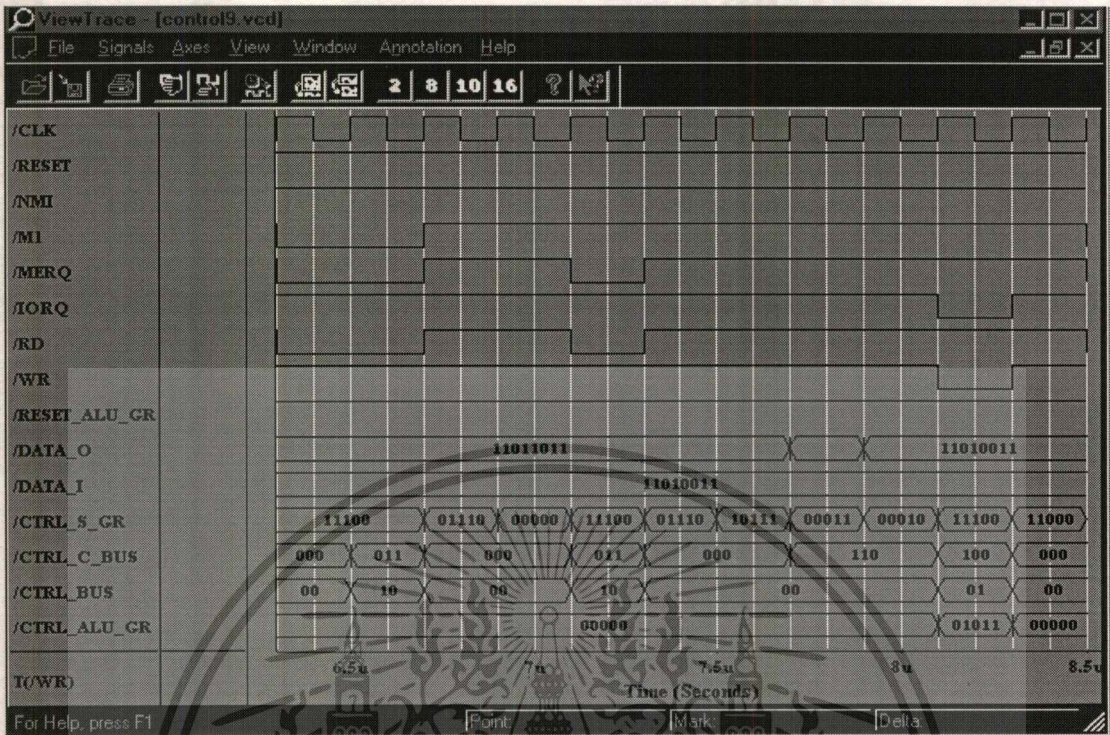 ViewTrace - [control9.vcd]
File Signals Axes View Window Annotation Help
2 8 10 16
/CLK
/RESET
/NMI
/M1
/MERQ
/IORQ
/RD
/WR
/RESET_ALU_GR
/DATA_O 11011011 11010011
/DATA_I 11010011
/CTRL_S_GR 11100 01110 00000 11100 01110 10111 00011 00010 11100 11000
/CTRL_C_BUS 000 011 000 011 000 110 100 000
/CTRL_BUS 00 10 00 10 00 01 00
/CTRL_ALU_GR 00000 01011 00000
6.5u 7u 7.5u 8u 8.5u
T(/WR) Time (Seconds)
For Help, press F1 Point: Mark: Delta: